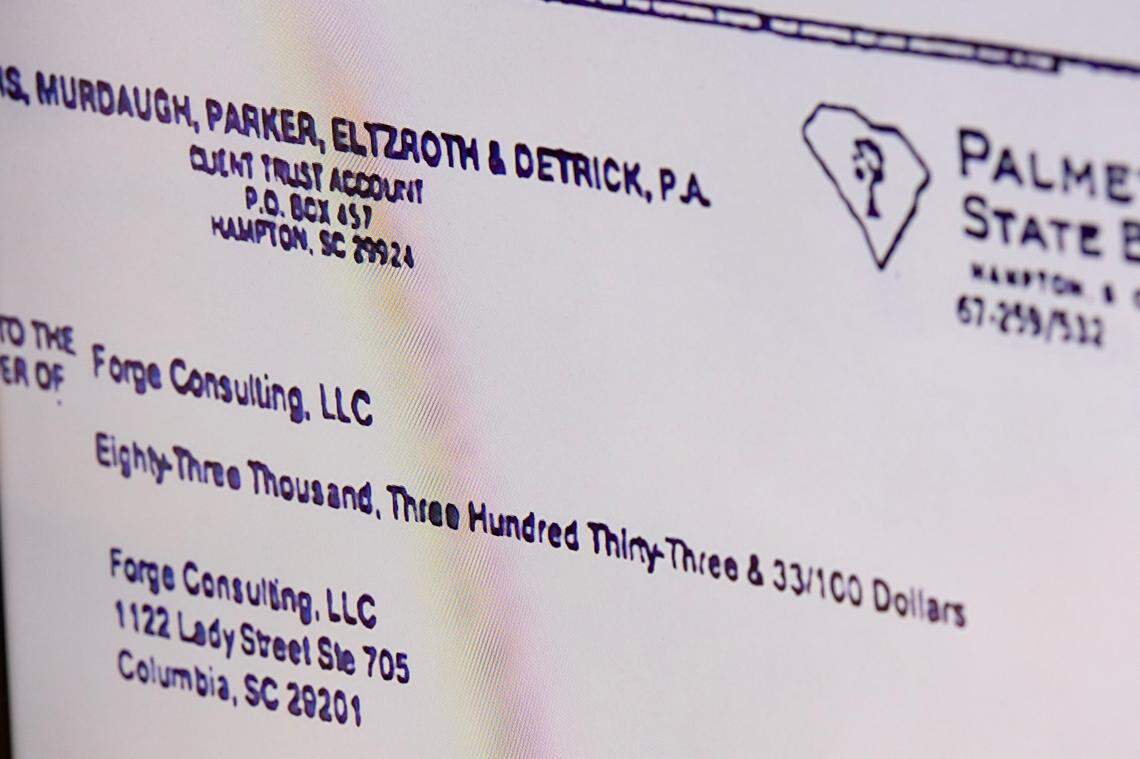 S, MURDAUGH, PARKER, ELTZROTH & DETRICK, P.A.
CLIENT TRUST ACCOUNT
P.O. BOX 457
HAMPTON, SC 29924
PALME
STATE B
HAMPTON, S
67-259/532
TO THE
ER OF
Forge Consulting, LLC
Eighty-Three Thousand, Three Hundred Thirty-Three & 33/100 Dollars
Forge Consulting, LLC
1122 Lady Street Ste 705
Columbia, SC 29201